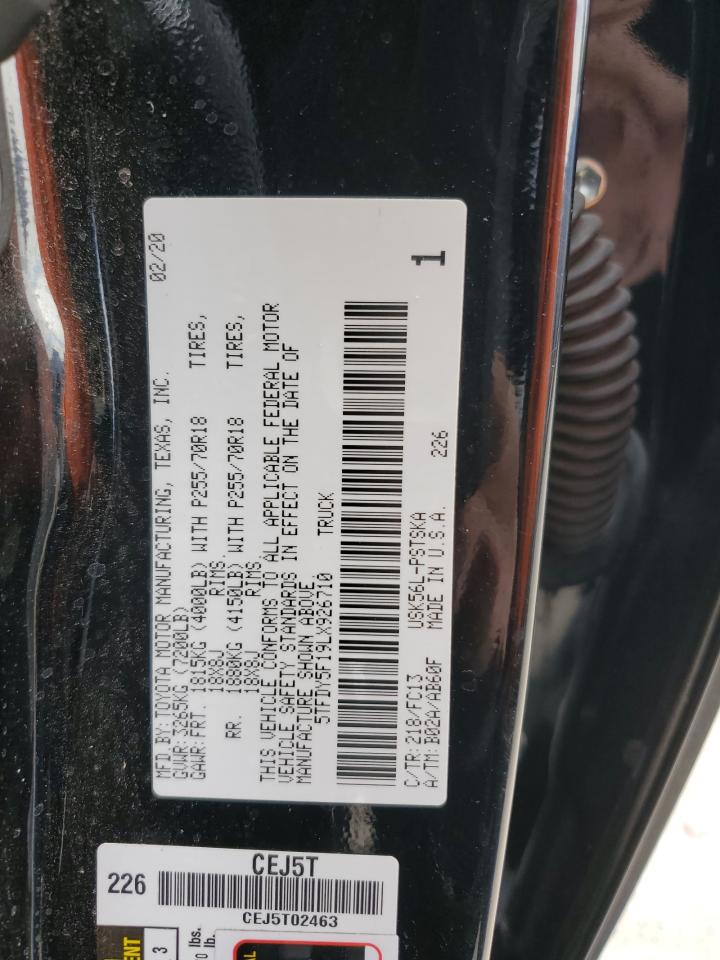 MFD BY: TOYOTA MOTOR MANUFACTURING, TEXAS, INC. 02/20
GVWR: 3265KG (7200LB)
GAWR: FRT. 1815KG (4000LB) WITH P255/70R18 TIRES,
18X8J RIMS.
RR. 1880KG (4150LB) WITH P255/70R18 TIRES,
18X8J RIMS.
THIS VEHICLE CONFORMS TO ALL APPLICABLE FEDERAL MOTOR
VEHICLE SAFETY STANDARDS IN EFFECT ON THE DATE OF
MANUFACTURE SHOWN ABOVE.
5TFDY5F19LX926710 TRUCK
C/TR: 218/FC13 USK56L-PSTSKA 226 1
A/TM: B02A/AB60F MADE IN U.S.A.
CEJ5T
226
CEJ5T02463
3
lbs.
lb.